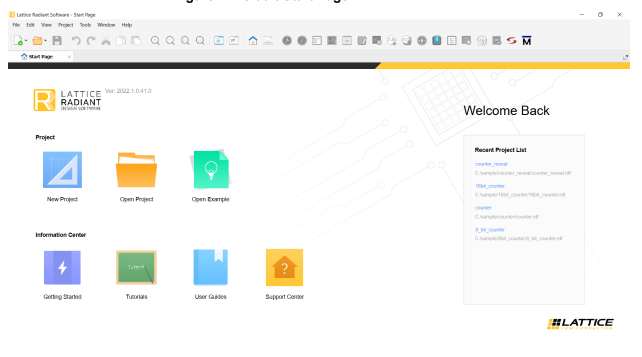 Lattice Radiant Software - Start Page
File Edit View Project Tools Window Help
Start Page
LATTICE
RADIANT
DESIGN SOFTWARE
Ver. 2022.1.0.41.0
Welcome Back
Project
New Project
Open Project
Open Example
Recent Project List
counter_reveal
C:/sample/counter_reveal/counter_reveal.rdf
16bit_counter
C:/sample/16bit_counter/16bit_counter.rdf
counter
C:/sample/counter/counter.rdf
8_bit_counter
C:/sample/8bit_counter/8_bit_counter.rdf
Information Center
Tutorial
Getting Started
Tutorials
User Guides
Support Center
LATTICE
SEMICONDUCTOR